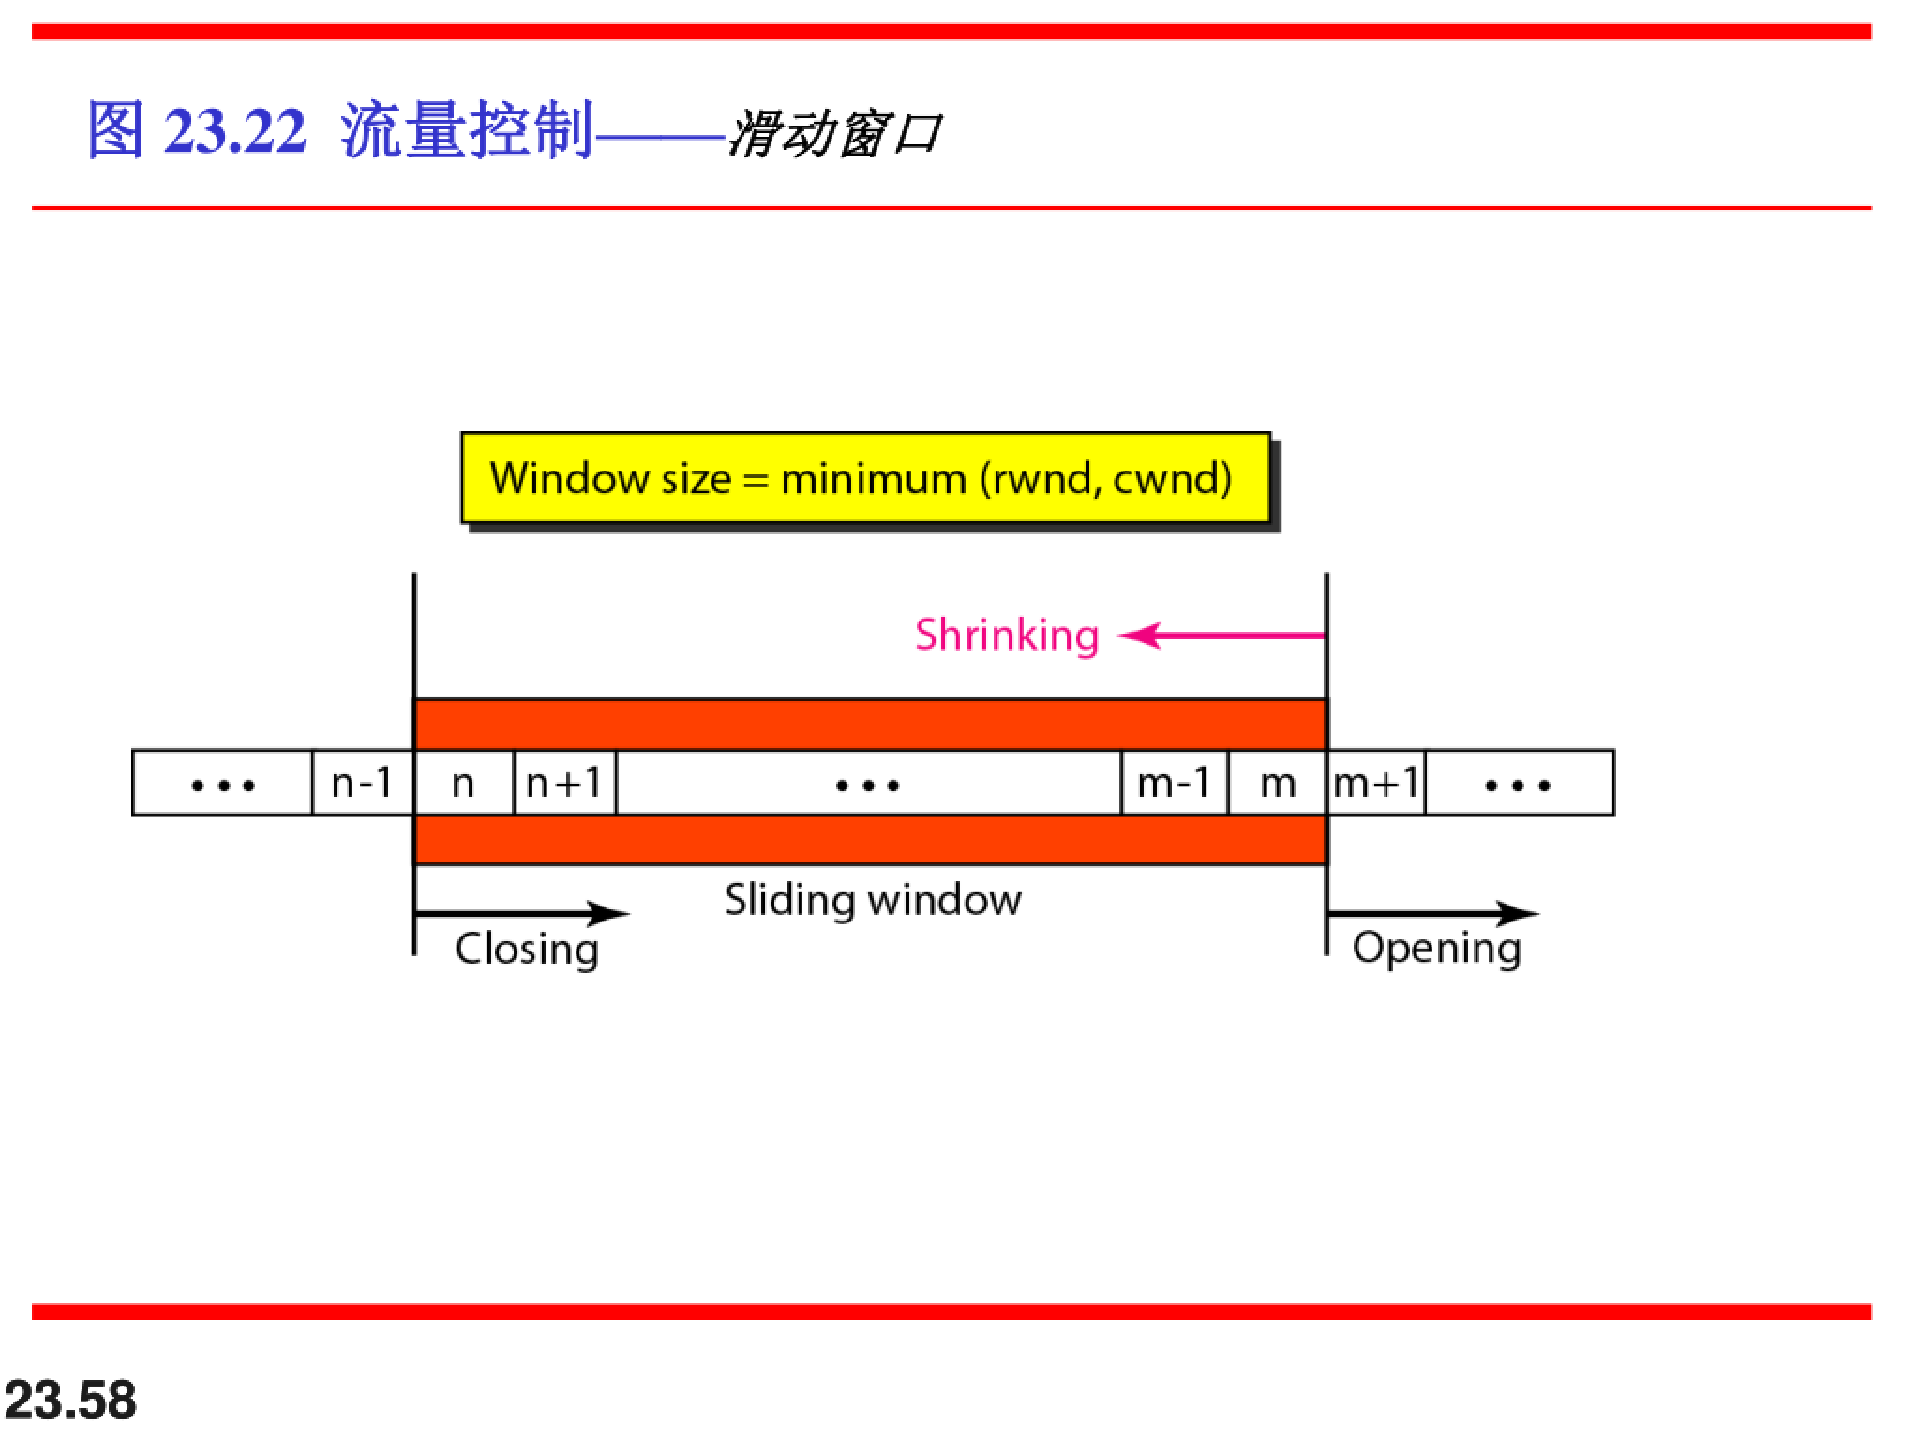 图 23.22 流量控制——滑动窗口
Window size = minimum (rwnd, cwnd)
Shrinking
••• n-1 n n+1 ••• m-1 m m+1 •••
Sliding window
Closing
Opening
23.58